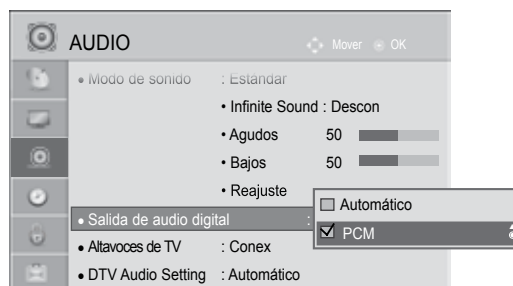 AUDIO Mover OK
• Modo de sonido : Estándar
• Infinite Sound : Descon
• Agudos 50
• Bajos 50
• Reajuste
• Salida de audio digital :
Automático
PCM
• Altavoces de TV : Conex
• DTV Audio Setting : Automático